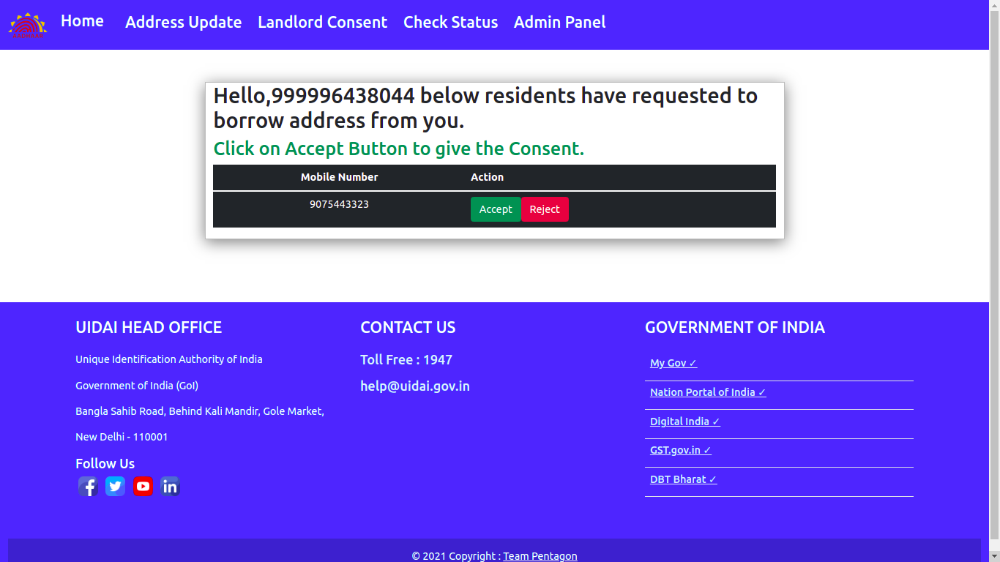 Home Address Update Landlord Consent Check Status Admin Panel
Hello,999996438044 below residents have requested to
borrow address from you.
Click on Accept Button to give the Consent.
Mobile Number Action
9075443323 Accept Reject
UIDAI HEAD OFFICE
Unique Identification Authority of India
Government of India (GoI)
Bangla Sahib Road, Behind Kali Mandir, Gole Market,
New Delhi - 110001
Follow Us
CONTACT US
Toll Free : 1947
help@uidai.gov.in
GOVERNMENT OF INDIA
My Gov ✓
Nation Portal of India ✓
Digital India ✓
GST.gov.in ✓
DBT Bharat ✓
© 2021 Copyright : Team Pentagon